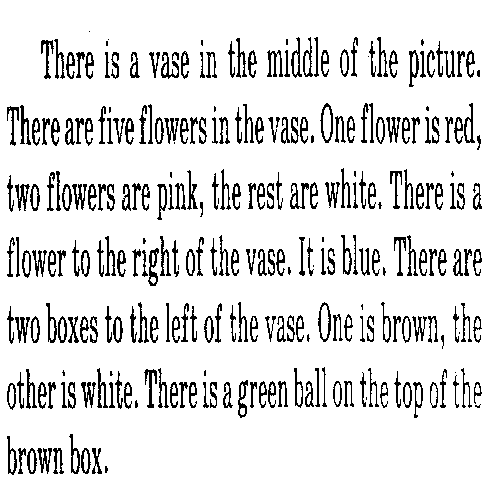 There is a vase in the middle of the picture.
There are five flowers in the vase. One flower is red,
two flowers are pink, the rest are white. There is a
flower to the right of the vase. It is blue. There are
two boxes to the left of the vase. One is brown, the
other is white. There is a green ball on the top of the
brown box.